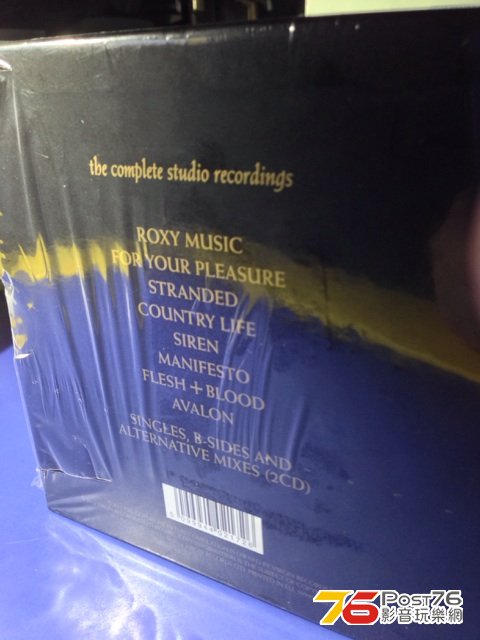 the complete studio recordings
ROXY MUSIC
FOR YOUR PLEASURE
STRANDED
COUNTRY LIFE
SIREN
MANIFESTO
FLESH + BLOOD
AVALON
SINGLES, B-SIDES AND
ALTERNATIVE MIXES (2CD)
76 Post76
影音玩樂網